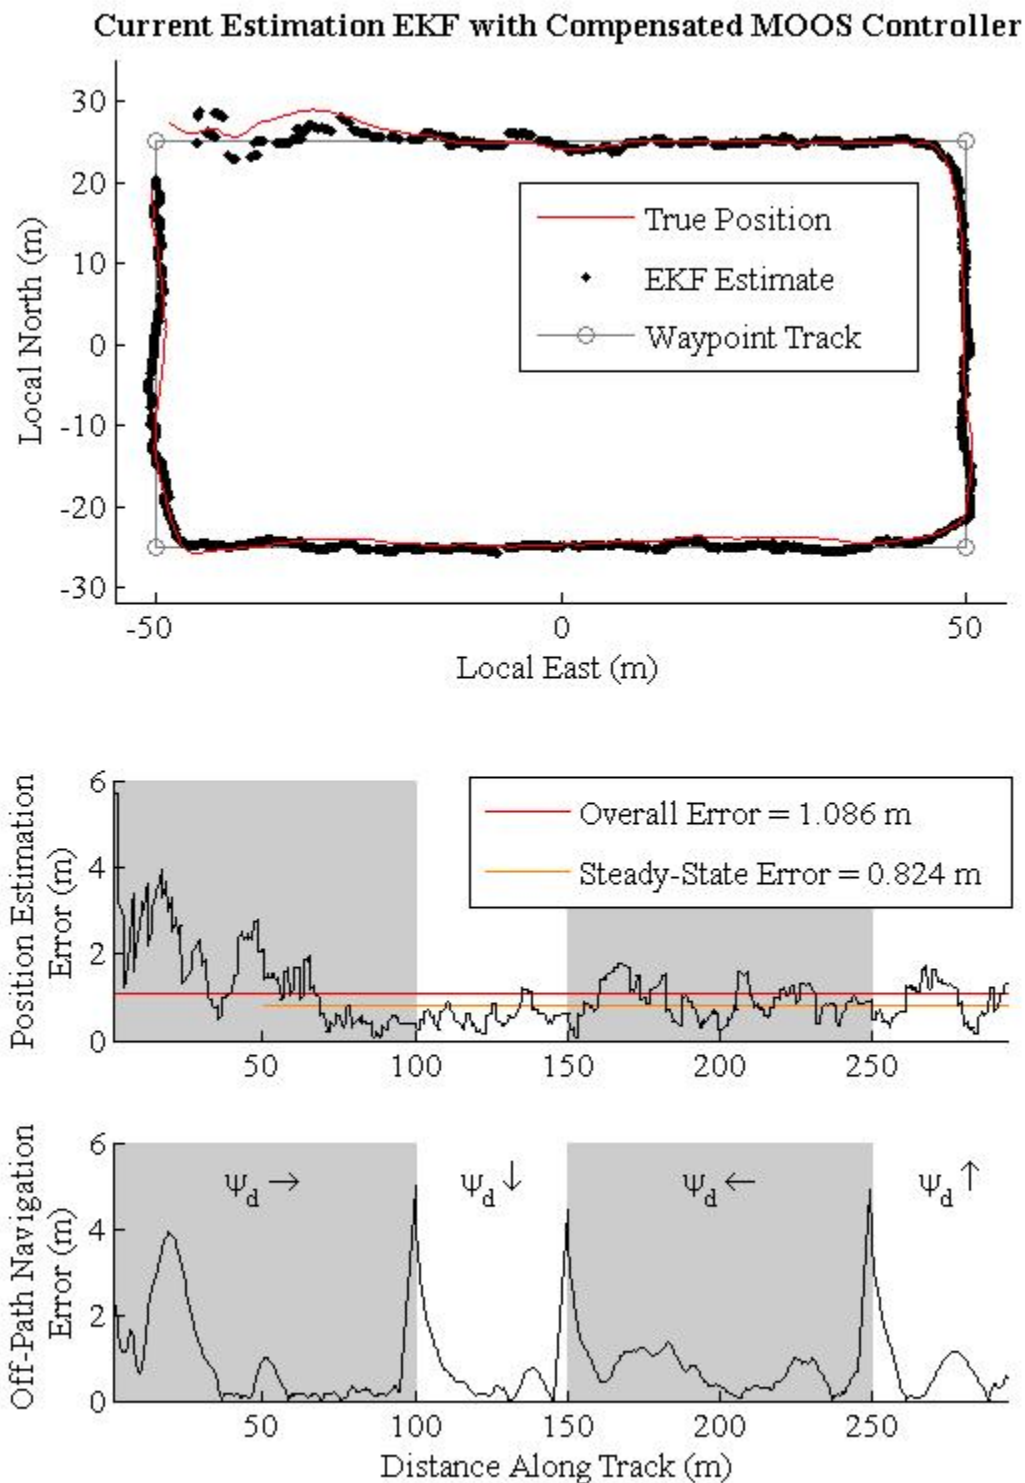 Current Estimation EKF with Compensated MOOS Controller
Local North (m)
30
20
10
0
-10
-20
-30
True Position
EKF Estimate
Waypoint Track
-50
0
50
Local East (m)
Position Estimation
Error (m)
6
4
2
0
Overall Error = 1.086 m
Steady-State Error = 0.824 m
50
100
150
200
250
Off-Path Navigation
Error (m)
6
4
2
0
Ψd →
Ψd ↓
Ψd ←
Ψd ↑
50
100
150
200
250
Distance Along Track (m)